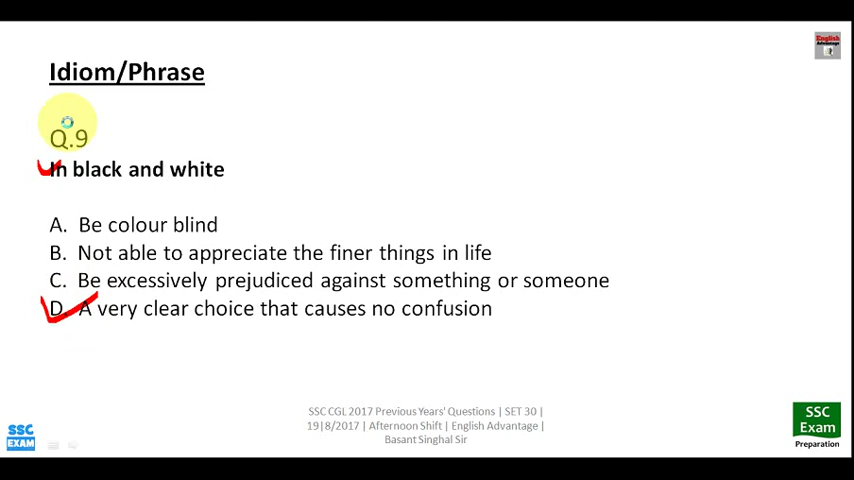 English
Advantage
Idiom/Phrase
Q.9
In black and white
A. Be colour blind
B. Not able to appreciate the finer things in life
C. Be excessively prejudiced against something or someone
D. A very clear choice that causes no confusion
SSC CGL 2017 Previous Years' Questions | SET 30 |
19|8/2017 | Afternoon Shift | English Advantage |
Basant Singhal Sir
SSC
EXAM
SSC
Exam
Preparation